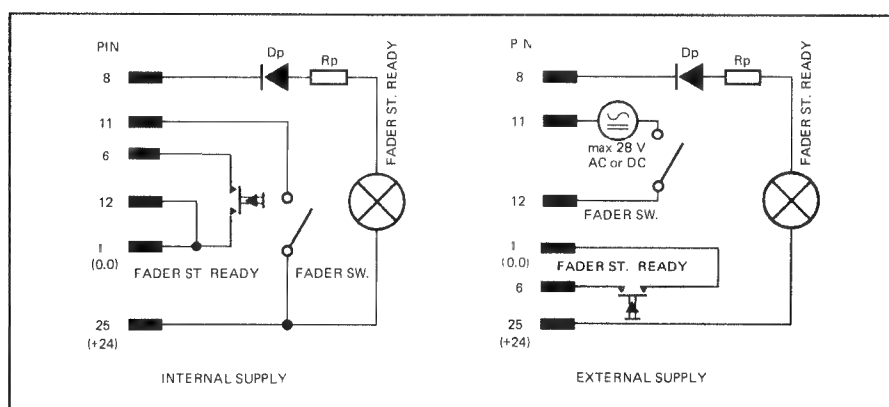 PIN
Dp
Rp
8
11
6
12
1
(0.0)
FADER ST READY
FADER SW.
25
(+24)
FADER ST. READY
INTERNAL SUPPLY
P N
Dp
Rp
8
11
max 28 V
AC or DC
12
FADER SW.
1
(0.0)
FADER ST. READY
6
25
(+24)
FADER ST. READY
EXTERNAL SUPPLY